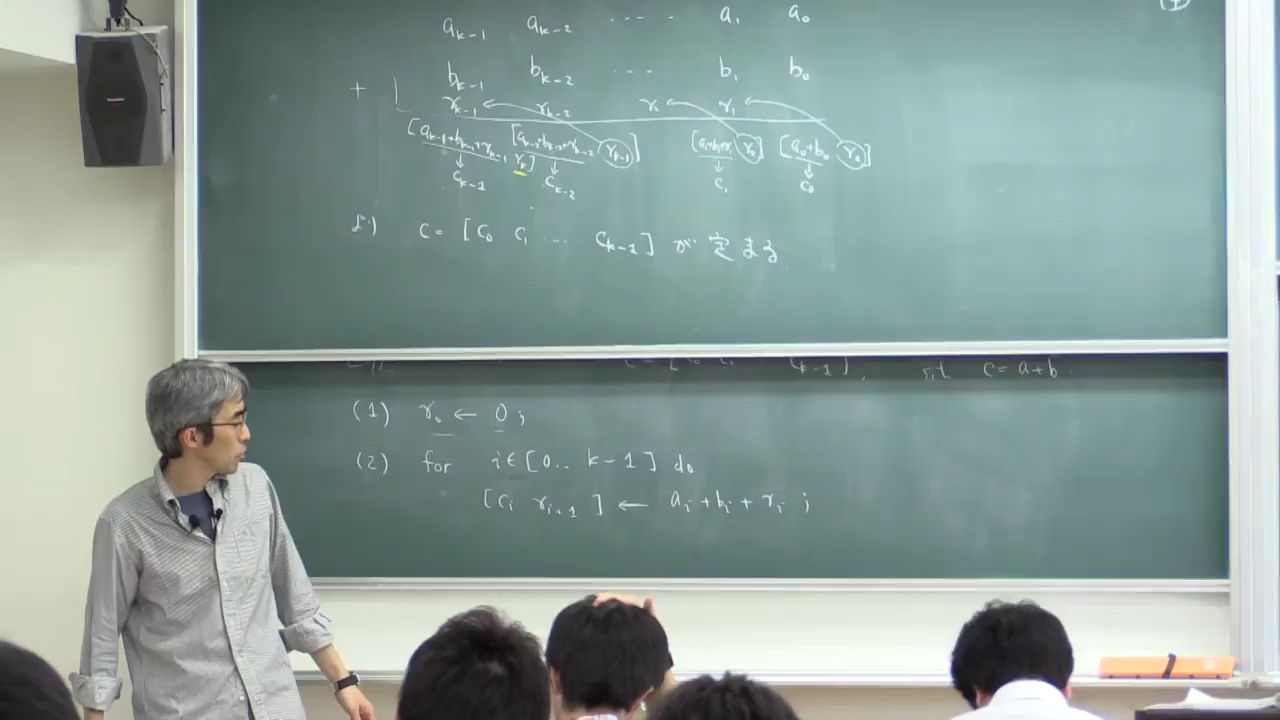 a_{k-1} a_{k-2} ..... a_1 a_0
b_{k-1} b_{k-2} ... b_1 b_0
+
r_{k-1} r_{k-2} r_1
[a_{k-1}+b_{k-1}+r_{k-1} r_k] [a_{k-2}+b_{k-2}+r_{k-2} r_{k-1}] [a_1+b_1+r_1 r_2] [a_0+b_0 r_1]
↓ ↓ ↓ ↓
c_{k-1} c_{k-2} c_1 c_0
より c = [c_0 c_1 ... c_{k-1}] が 定まる
c_{k-1}], s.t. c = a+b.
(1) r_0 ← 0 ;
(2) for i∈[0.. k-1] do
[c_i r_{i+1}] ← a_i + b_i + r_i ;